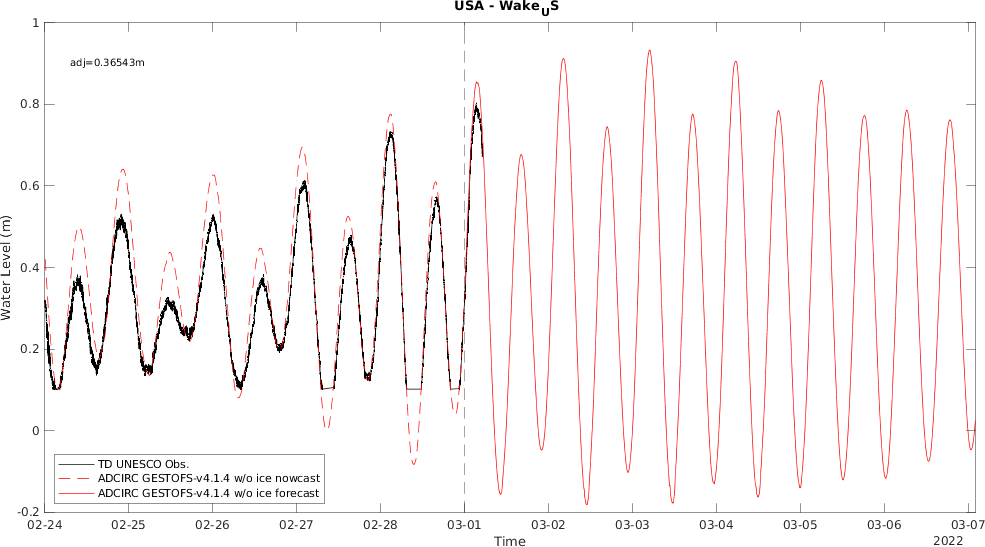 USA - Wake_US
adj=0.36543m
1
0.8
0.6
0.4
0.2
0
-0.2
Water Level (m)
TD UNESCO Obs.
ADCIRC GESTOFS-v4.1.4 w/o ice nowcast
ADCIRC GESTOFS-v4.1.4 w/o ice forecast
02-24 02-25 02-26 02-27 02-28 03-01 03-02 03-03 03-04 03-05 03-06 03-07
Time
2022